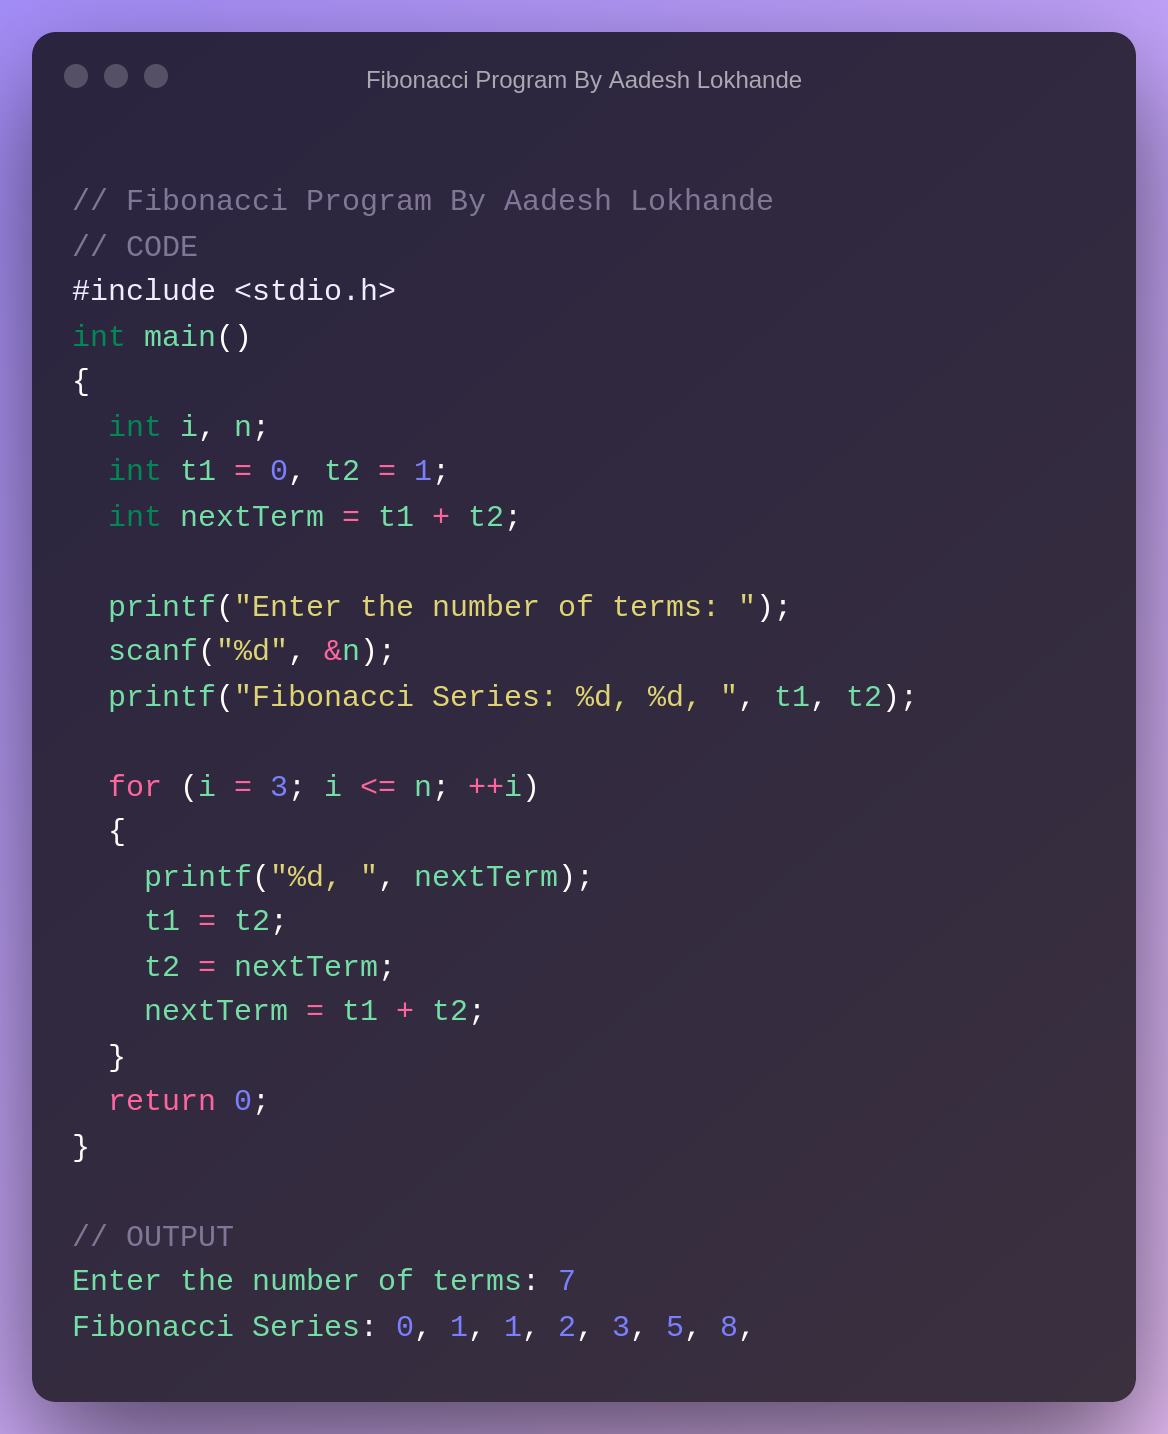 Fibonacci Program By Aadesh Lokhande
// Fibonacci Program By Aadesh Lokhande
// CODE
#include <stdio.h>
int main()
{
  int i, n;
  int t1 = 0, t2 = 1;
  int nextTerm = t1 + t2;

  printf("Enter the number of terms: ");
  scanf("%d", &n);
  printf("Fibonacci Series: %d, %d, ", t1, t2);

  for (i = 3; i <= n; ++i)
  {
    printf("%d, ", nextTerm);
    t1 = t2;
    t2 = nextTerm;
    nextTerm = t1 + t2;
  }
  return 0;
}

// OUTPUT
Enter the number of terms: 7
Fibonacci Series: 0, 1, 1, 2, 3, 5, 8,